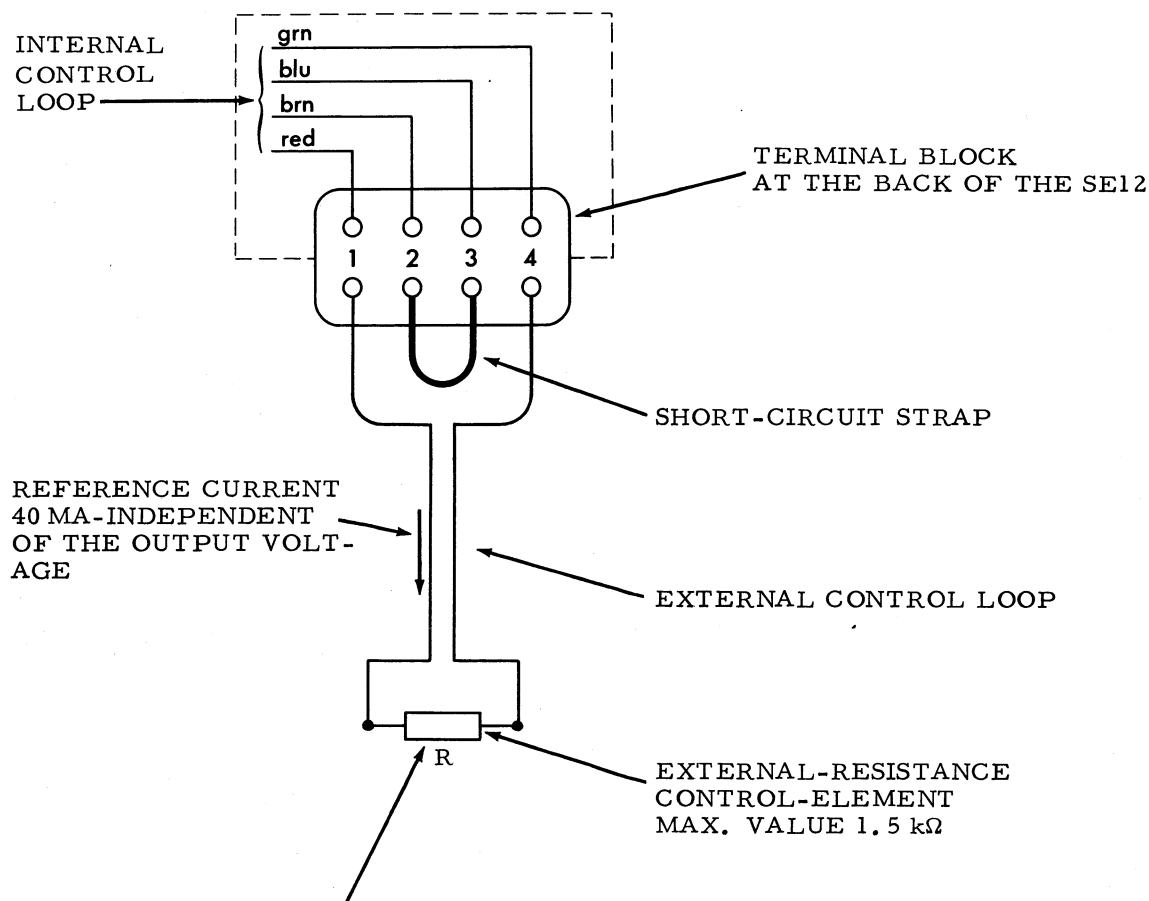 INTERNAL
CONTROL
LOOP
grn
blu
brn
red
TERMINAL BLOCK
AT THE BACK OF THE SE12
1 2 3 4
SHORT-CIRCUIT STRAP
REFERENCE CURRENT
40 MA-INDEPENDENT
OF THE OUTPUT VOLT-
AGE
EXTERNAL CONTROL LOOP
R
EXTERNAL-RESISTANCE
CONTROL-ELEMENT
MAX. VALUE 1.5 kΩ